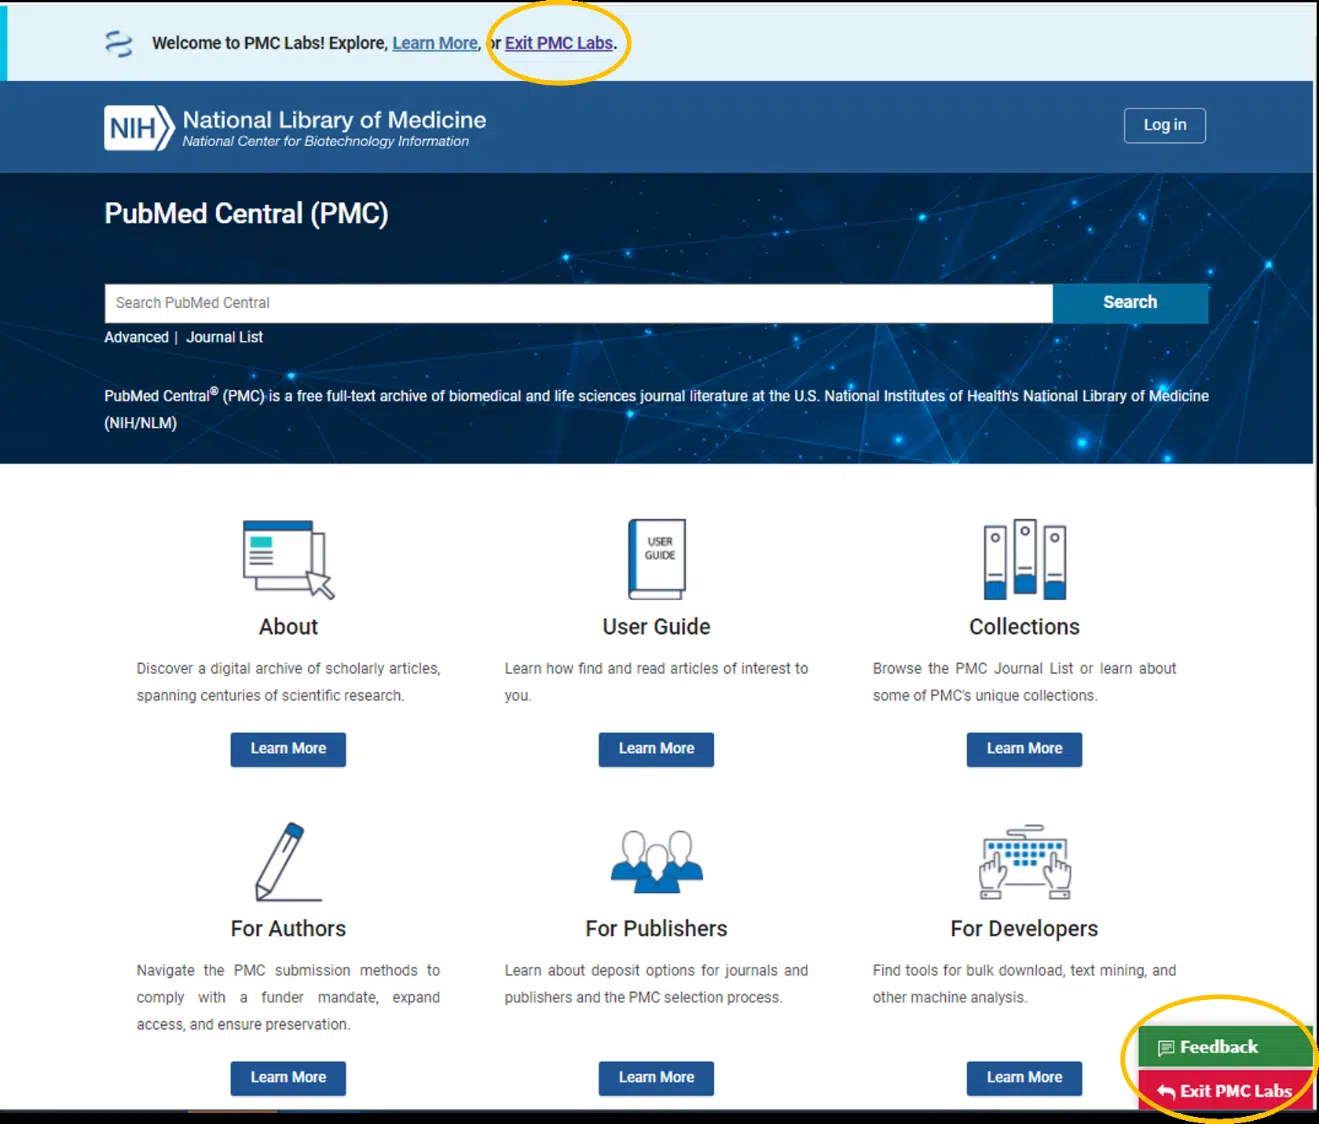 Welcome to PMC Labs! Explore, Learn More, or Exit PMC Labs.
NIH National Library of Medicine
National Center for Biotechnology Information
Log in
PubMed Central (PMC)
Search PubMed Central
Search
Advanced | Journal List
PubMed Central® (PMC) is a free full-text archive of biomedical and life sciences journal literature at the U.S. National Institutes of Health's National Library of Medicine
(NIH/NLM)
USER
GUIDE
About
Discover a digital archive of scholarly articles,
spanning centuries of scientific research.
Learn More
User Guide
Learn how find and read articles of interest to
you.
Learn More
Collections
Browse the PMC Journal List or learn about
some of PMC's unique collections.
Learn More
For Authors
Navigate the PMC submission methods to
comply with a funder mandate, expand
access, and ensure preservation.
Learn More
For Publishers
Learn about deposit options for journals and
publishers and the PMC selection process.
Learn More
For Developers
Find tools for bulk download, text mining, and
other machine analysis.
Learn More
Feedback
Exit PMC Labs